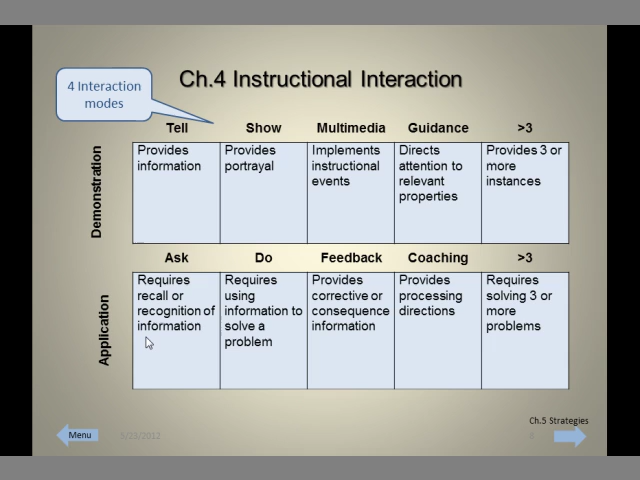 4 Interaction
modes
Ch.4 Instructional Interaction
Tell Show Multimedia Guidance >3
Demonstration
Provides
information
Provides
portrayal
Implements
instructional
events
Directs
attention to
relevant
properties
Provides 3 or
more
instances
Ask Do Feedback Coaching >3
Application
Requires
recall or
recognition of
information
Requires
using
information to
solve a
problem
Provides
corrective or
consequence
information
Provides
processing
directions
Requires
solving 3 or
more
problems
Ch.5 Strategies
Menu
5/23/2012